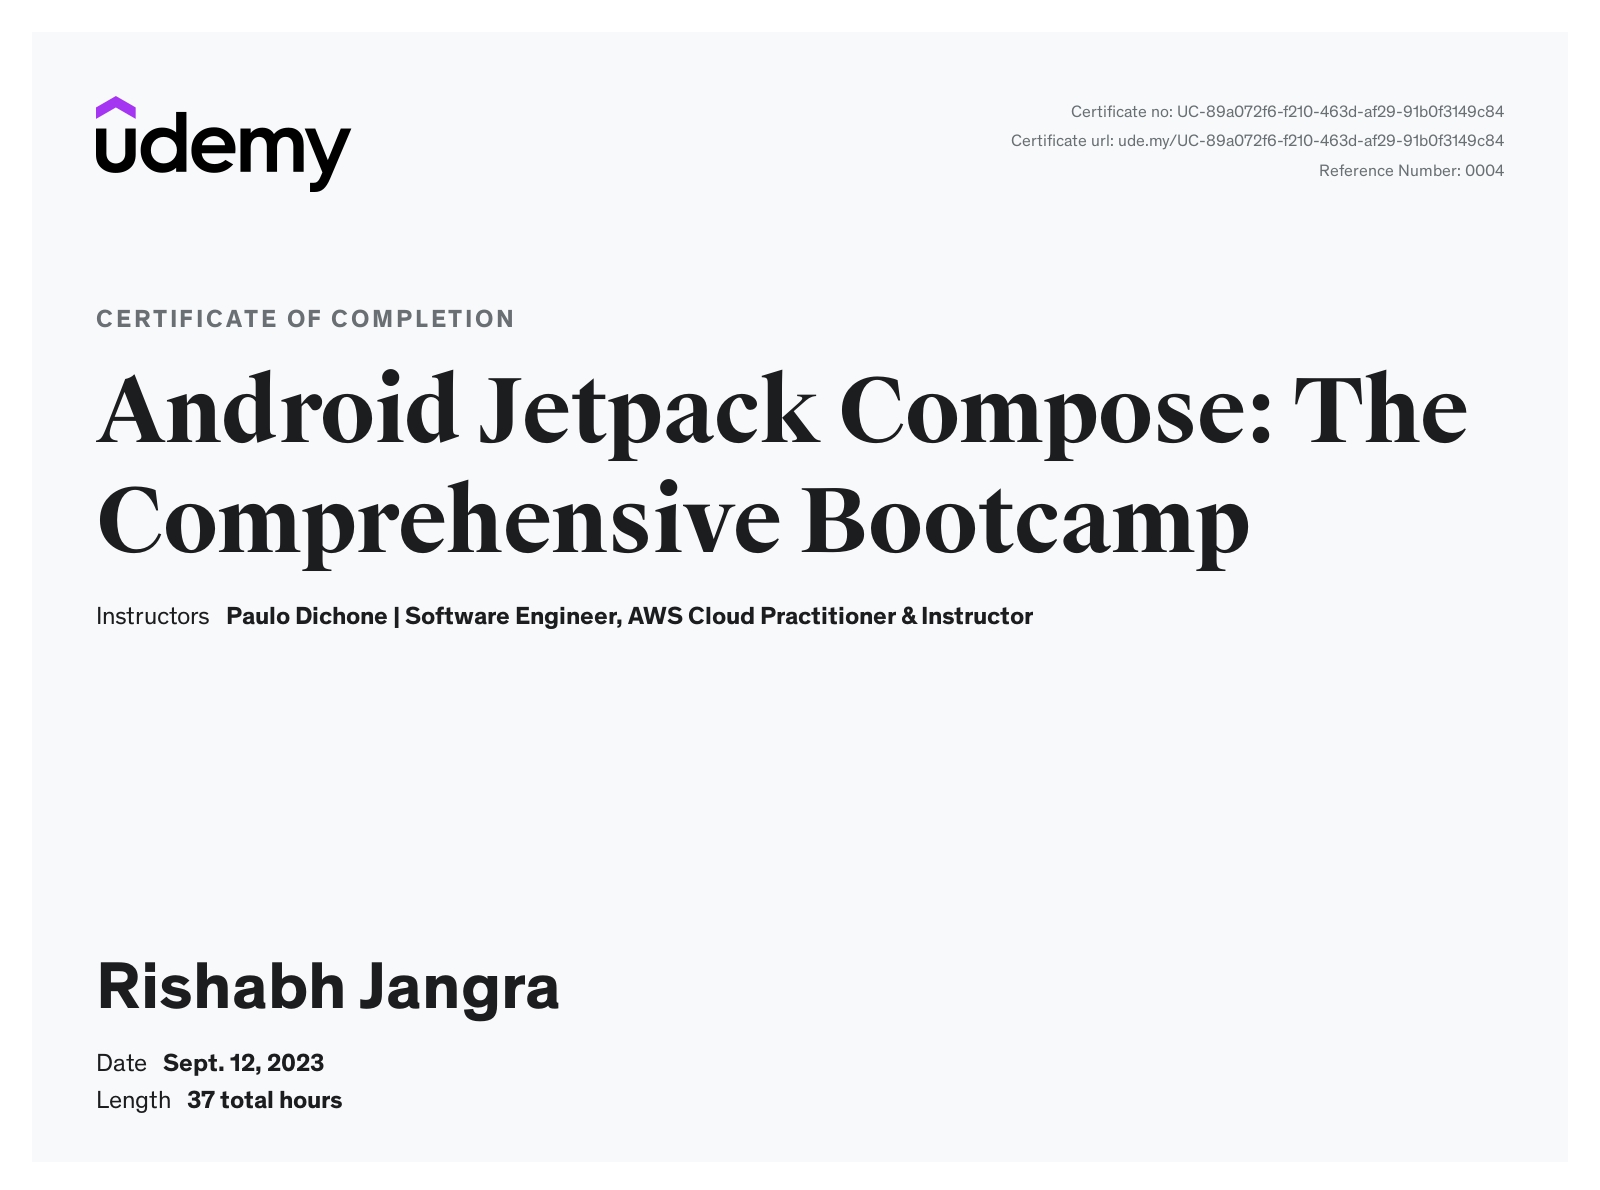 udemy
Certificate no: UC-89a072f6-f210-463d-af29-91b0f3149c84
Certificate url: ude.my/UC-89a072f6-f210-463d-af29-91b0f3149c84
Reference Number: 0004
CERTIFICATE OF COMPLETION
Android Jetpack Compose: The
Comprehensive Bootcamp
Instructors Paulo Dichone | Software Engineer, AWS Cloud Practitioner & Instructor
Rishabh Jangra
Date Sept. 12, 2023
Length 37 total hours